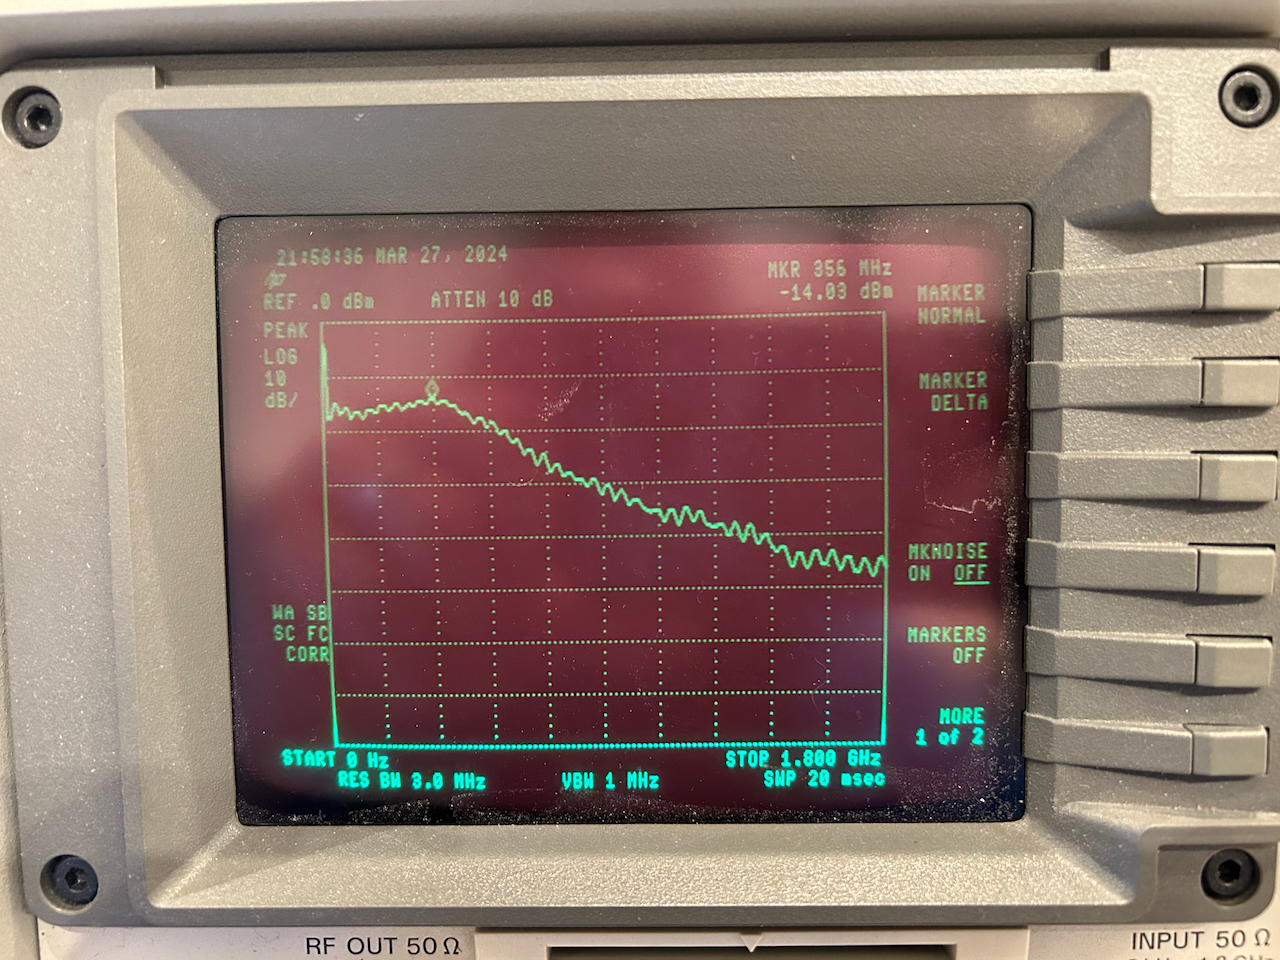 21:58:36 MAR 27, 2024
MKR 356 MHz
REF .0 dBm ATTEN 10 dB -14.03 dBm
PEAK
LOG
10
dB/
MARKER
NORMAL
MARKER
DELTA
MKNOISE
ON OFF
MARKERS
OFF
MORE
1 of 2
WA SB
SC FC
CORR
START 0 Hz STOP 1.800 GHz
RES BW 3.0 MHz VBW 1 MHz SWP 20 msec
RF OUT 50 Ω
INPUT 50 Ω